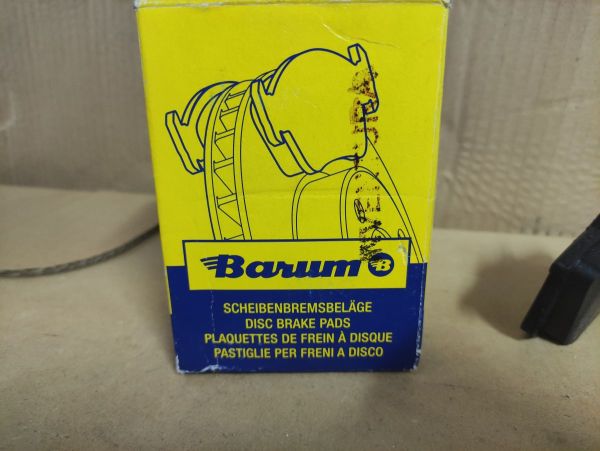 Barum B
SCHEIBENBREMSBELÄGE
DISC BRAKE PADS
PLAQUETTES DE FREIN À DISQUE
PASTIGLIE PER FRENI A DISCO